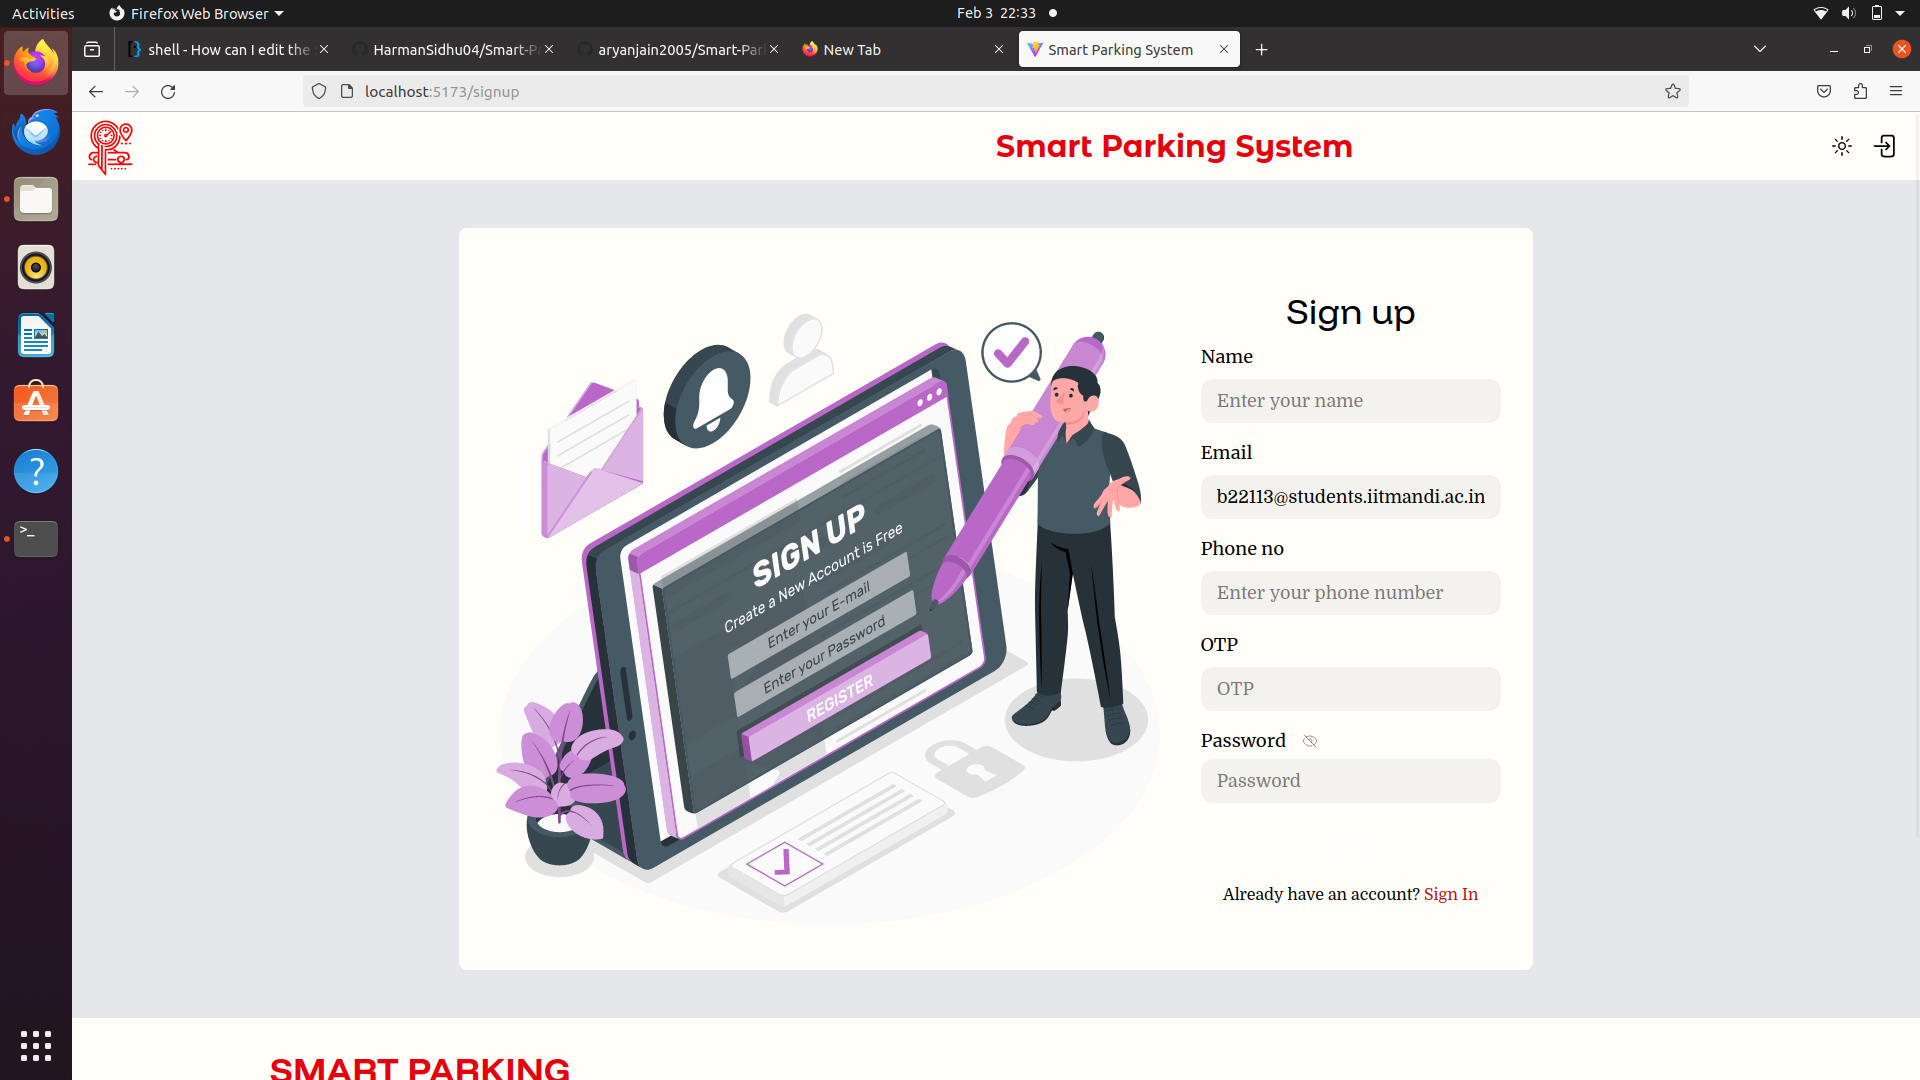 Activities
Firefox Web Browser
Feb 3 22:33
shell - How can I edit the
HarmanSidhu04/Smart-Pa
aryanjain2005/Smart-Par
New Tab
Smart Parking System
localhost:5173/signup
Smart Parking System
Sign up
Name
Enter your name
Email
b22113@students.iitmandi.ac.in
Phone no
Enter your phone number
OTP
OTP
Password
Password
Already have an account? Sign In
SIGN UP
Create a New Account is Free
Enter your E-mail
Enter your Password
REGISTER
SMART PARKING